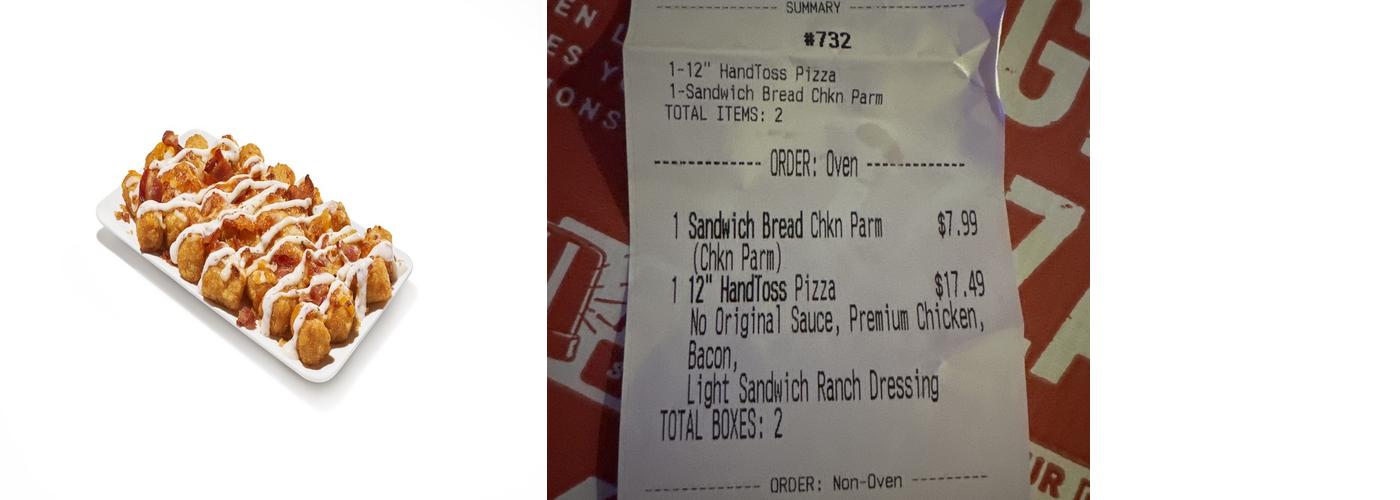 SUMMARY
#732
1-12" HandToss Pizza
1-Sandwich Bread Chkn Parm
TOTAL ITEMS: 2
ORDER: Oven
1 Sandwich Bread Chkn Parm $7.99
(Chkn Parm)
1 12" HandToss Pizza $17.49
No Original Sauce, Premium Chicken,
Bacon,
Light Sandwich Ranch Dressing
TOTAL BOXES: 2
ORDER: Non-Oven